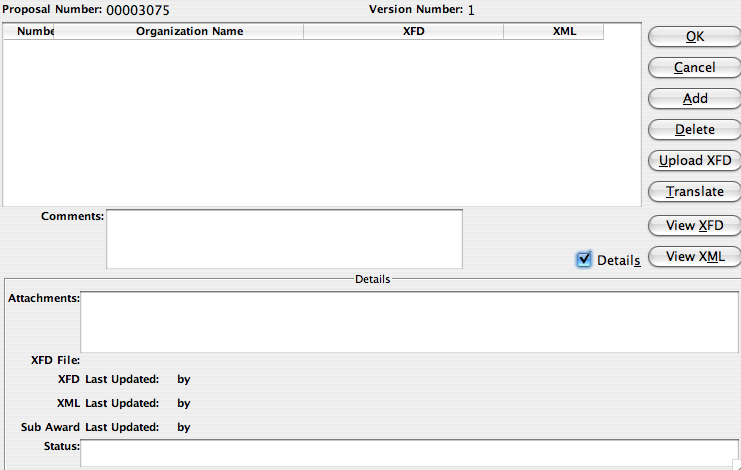 Proposal Number: 00003075 Version Number: 1
Numbe Organization Name XFD XML
OK
Cancel
Add
Delete
Upload XFD
Translate
View XFD
View XML
Comments:
Details
Details
Attachments:
XFD File:
XFD Last Updated: by
XML Last Updated: by
Sub Award Last Updated: by
Status: